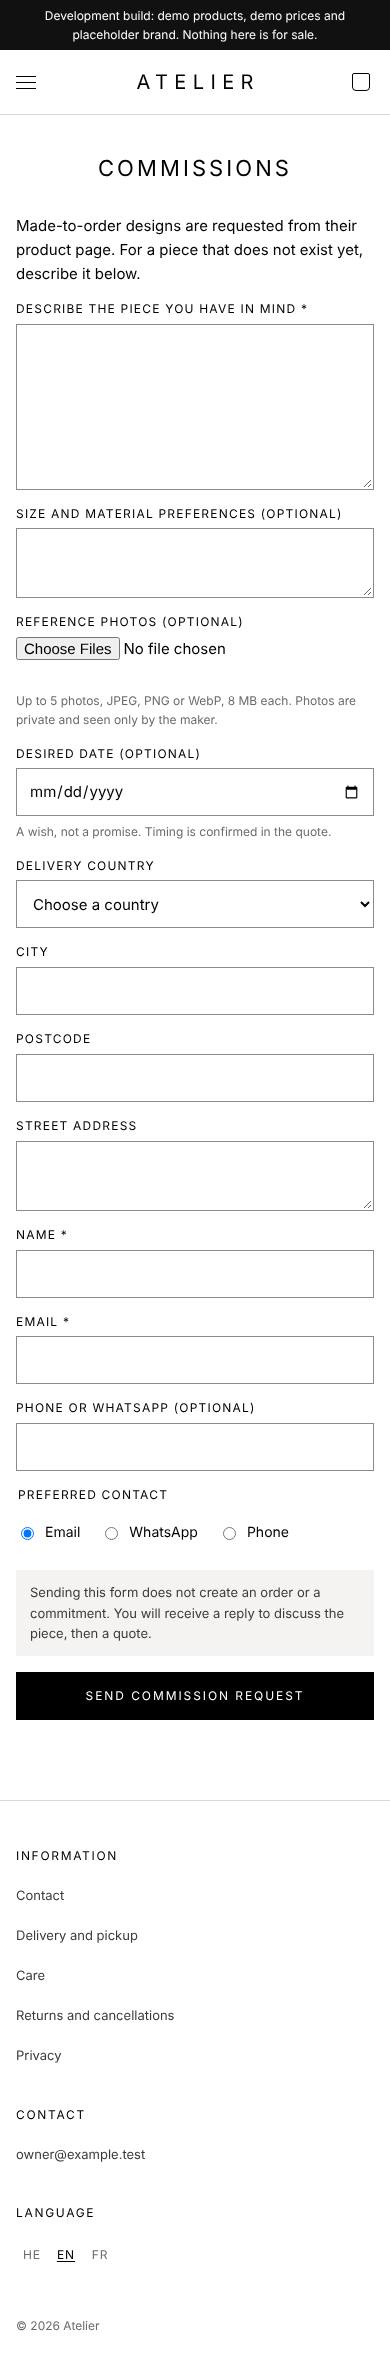 Development build: demo products, demo prices and
placeholder brand. Nothing here is for sale.
ATELIER
COMMISSIONS
Made-to-order designs are requested from their
product page. For a piece that does not exist yet,
describe it below.
DESCRIBE THE PIECE YOU HAVE IN MIND *
SIZE AND MATERIAL PREFERENCES (OPTIONAL)
REFERENCE PHOTOS (OPTIONAL)
Choose Files No file chosen
Up to 5 photos, JPEG, PNG or WebP, 8 MB each. Photos are
private and seen only by the maker.
DESIRED DATE (OPTIONAL)
mm/dd/yyyy
A wish, not a promise. Timing is confirmed in the quote.
DELIVERY COUNTRY
Choose a country
CITY
POSTCODE
STREET ADDRESS
NAME *
EMAIL *
PHONE OR WHATSAPP (OPTIONAL)
PREFERRED CONTACT
Email WhatsApp Phone
Sending this form does not create an order or a
commitment. You will receive a reply to discuss the
piece, then a quote.
SEND COMMISSION REQUEST
INFORMATION
Contact
Delivery and pickup
Care
Returns and cancellations
Privacy
CONTACT
owner@example.test
LANGUAGE
HE EN FR
© 2026 Atelier